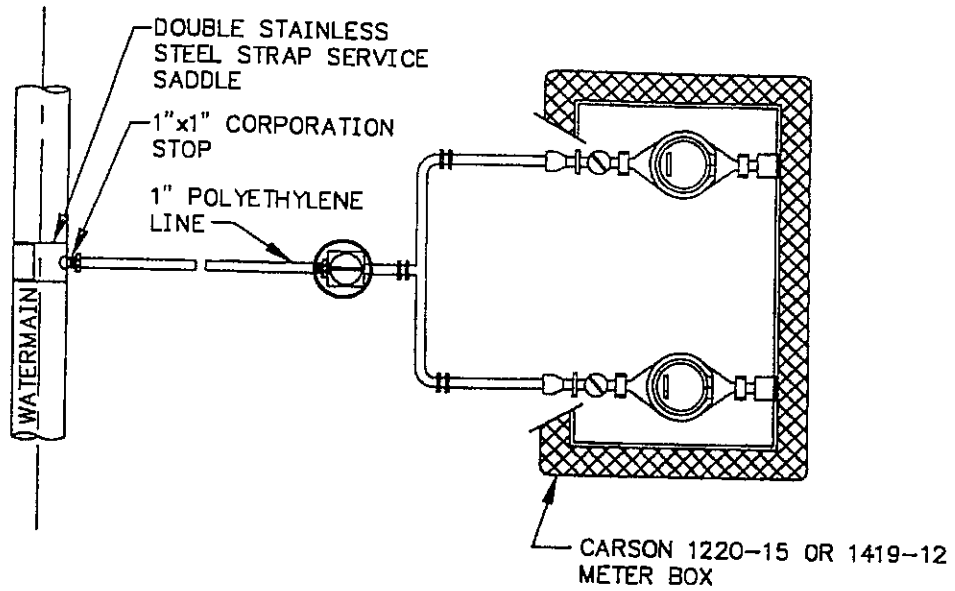 DOUBLE STAINLESS
STEEL STRAP SERVICE
SADDLE
1"x1" CORPORATION
STOP
1" POLYETHYLENE
LINE
WATERMAIN
CARSON 1220-15 OR 1419-12
METER BOX